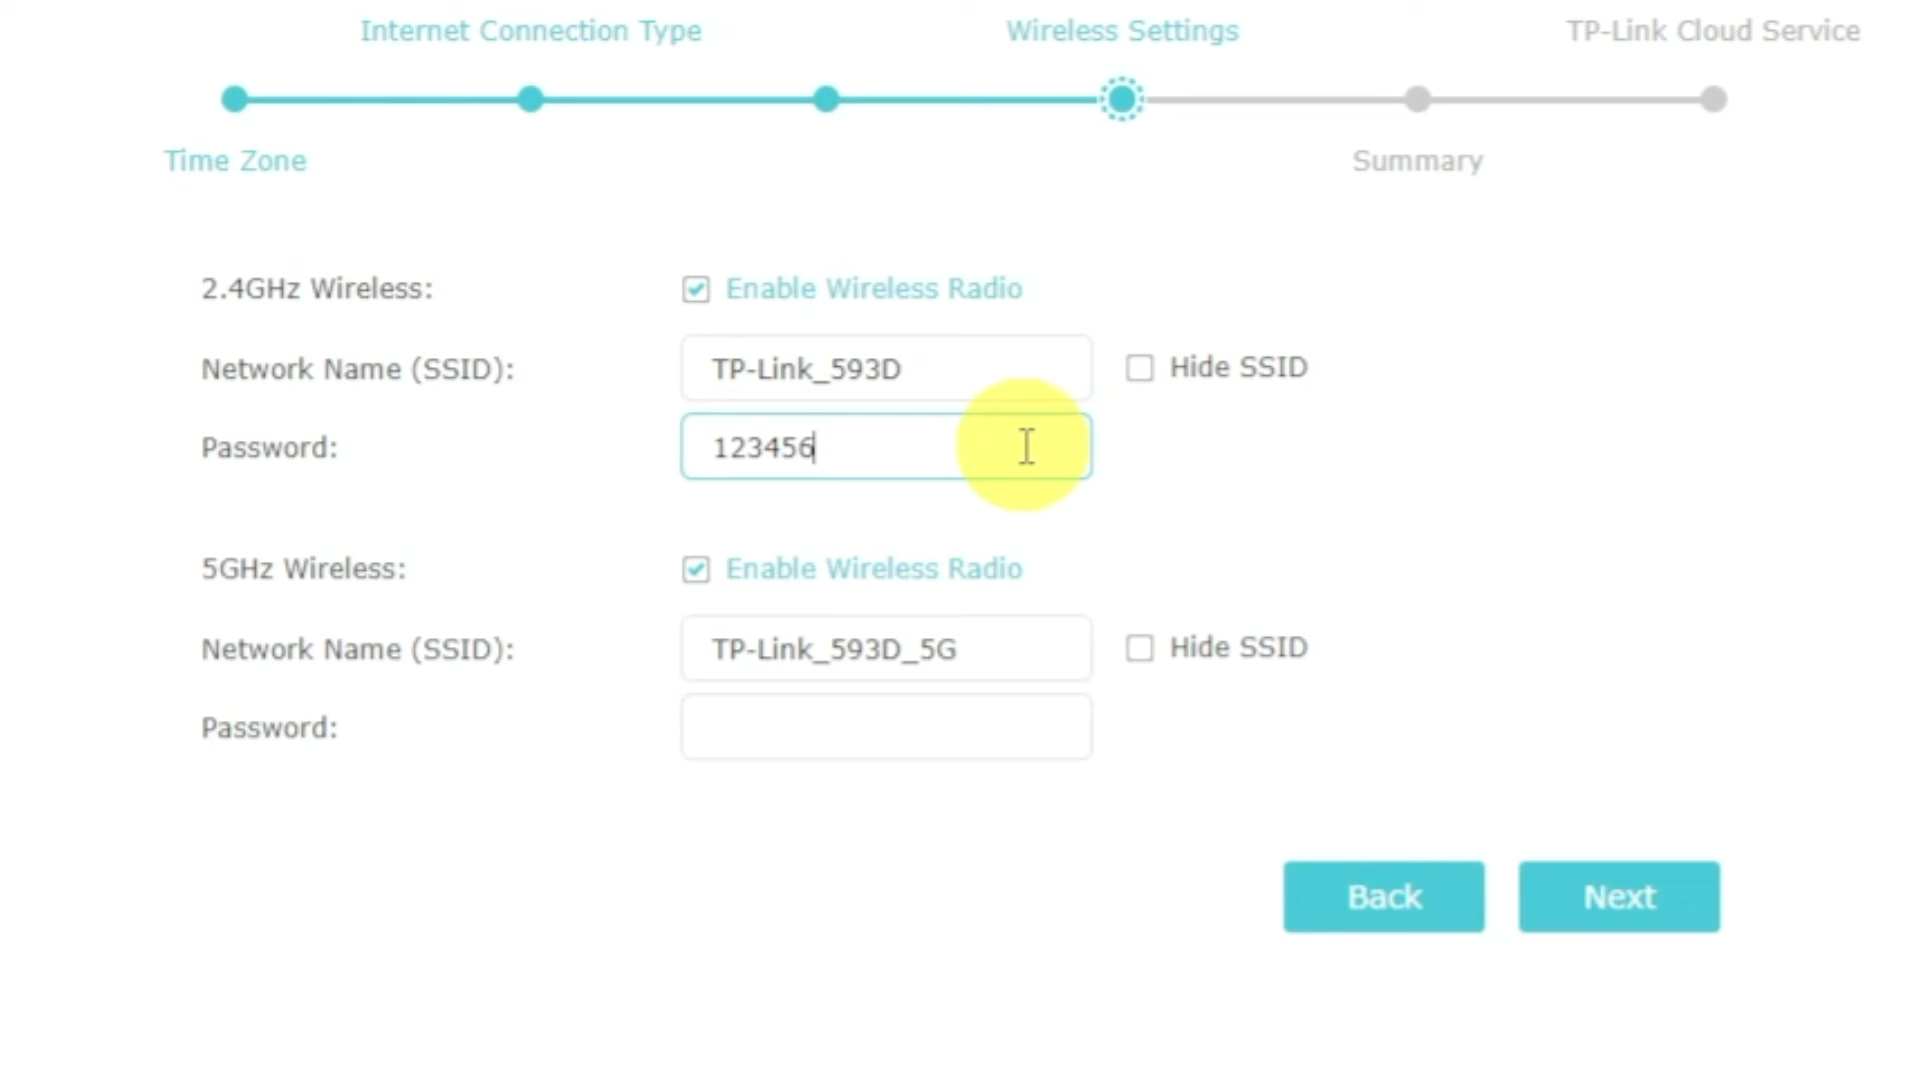 Internet Connection Type
Wireless Settings
TP-Link Cloud Service
Time Zone
Summary
2.4GHz Wireless:
Enable Wireless Radio
Network Name (SSID):
TP-Link_593D
Hide SSID
Password:
123456
5GHz Wireless:
Enable Wireless Radio
Network Name (SSID):
TP-Link_593D_5G
Hide SSID
Password:
Back
Next